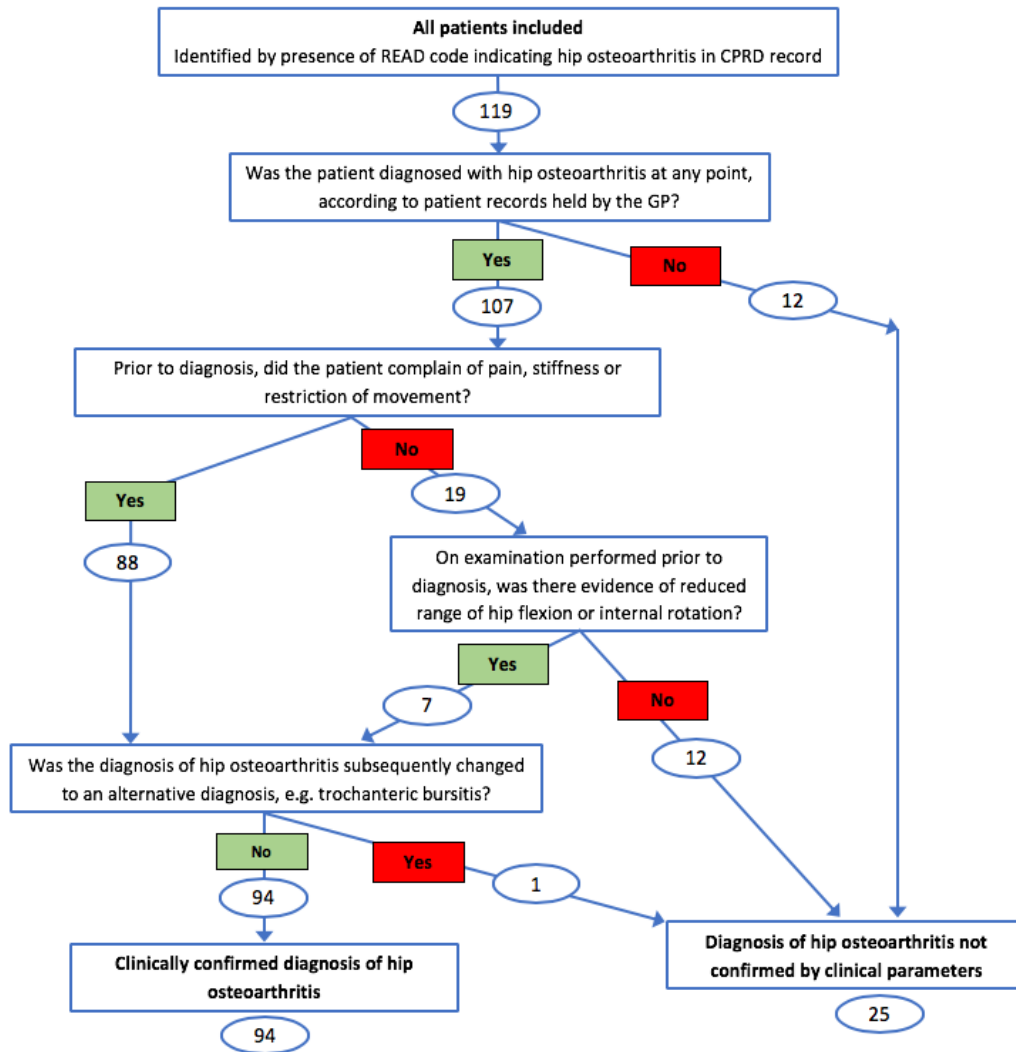 All patients included
Identified by presence of READ code indicating hip osteoarthritis in CPRD record
119
Was the patient diagnosed with hip osteoarthritis at any point,
according to patient records held by the GP?
Yes
No
107
12
Prior to diagnosis, did the patient complain of pain, stiffness or
restriction of movement?
No
Yes
19
88
On examination performed prior to
diagnosis, was there evidence of reduced
range of hip flexion or internal rotation?
Yes
No
7
12
Was the diagnosis of hip osteoarthritis subsequently changed
to an alternative diagnosis, e.g. trochanteric bursitis?
No
Yes
94
1
Clinically confirmed diagnosis of hip
osteoarthritis
94
Diagnosis of hip osteoarthritis not
confirmed by clinical parameters
25